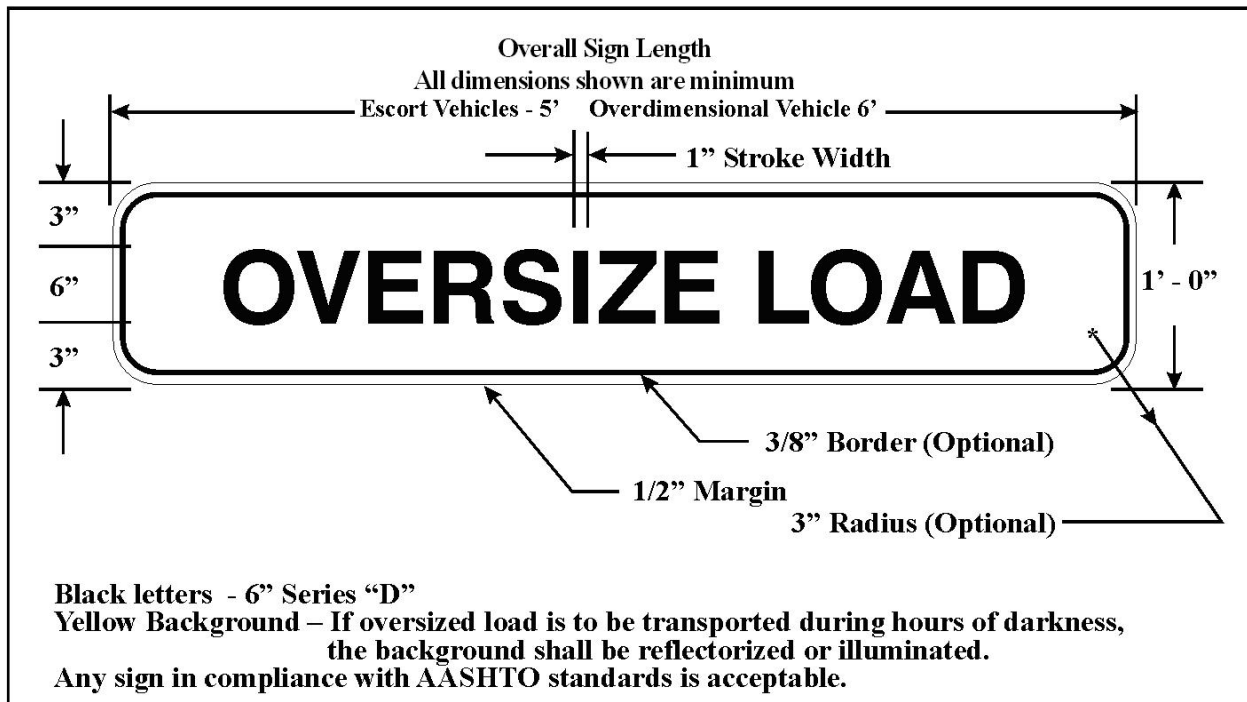 Overall Sign Length
All dimensions shown are minimum
Escort Vehicles - 5’ Overdimensional Vehicle 6’
1” Stroke Width
3”
6”
3”
OVERSIZE LOAD
1’ - 0”
*
3/8” Border (Optional)
1/2” Margin
3” Radius (Optional)
Black letters - 6” Series “D”
Yellow Background – If oversized load is to be transported during hours of darkness,
the background shall be reflectorized or illuminated.
Any sign in compliance with AASHTO standards is acceptable.